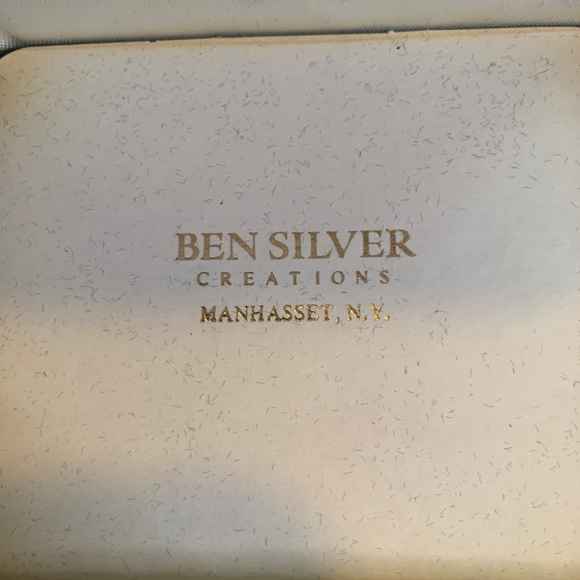 BEN SILVER
CREATIONS
MANHASSET, N.Y.